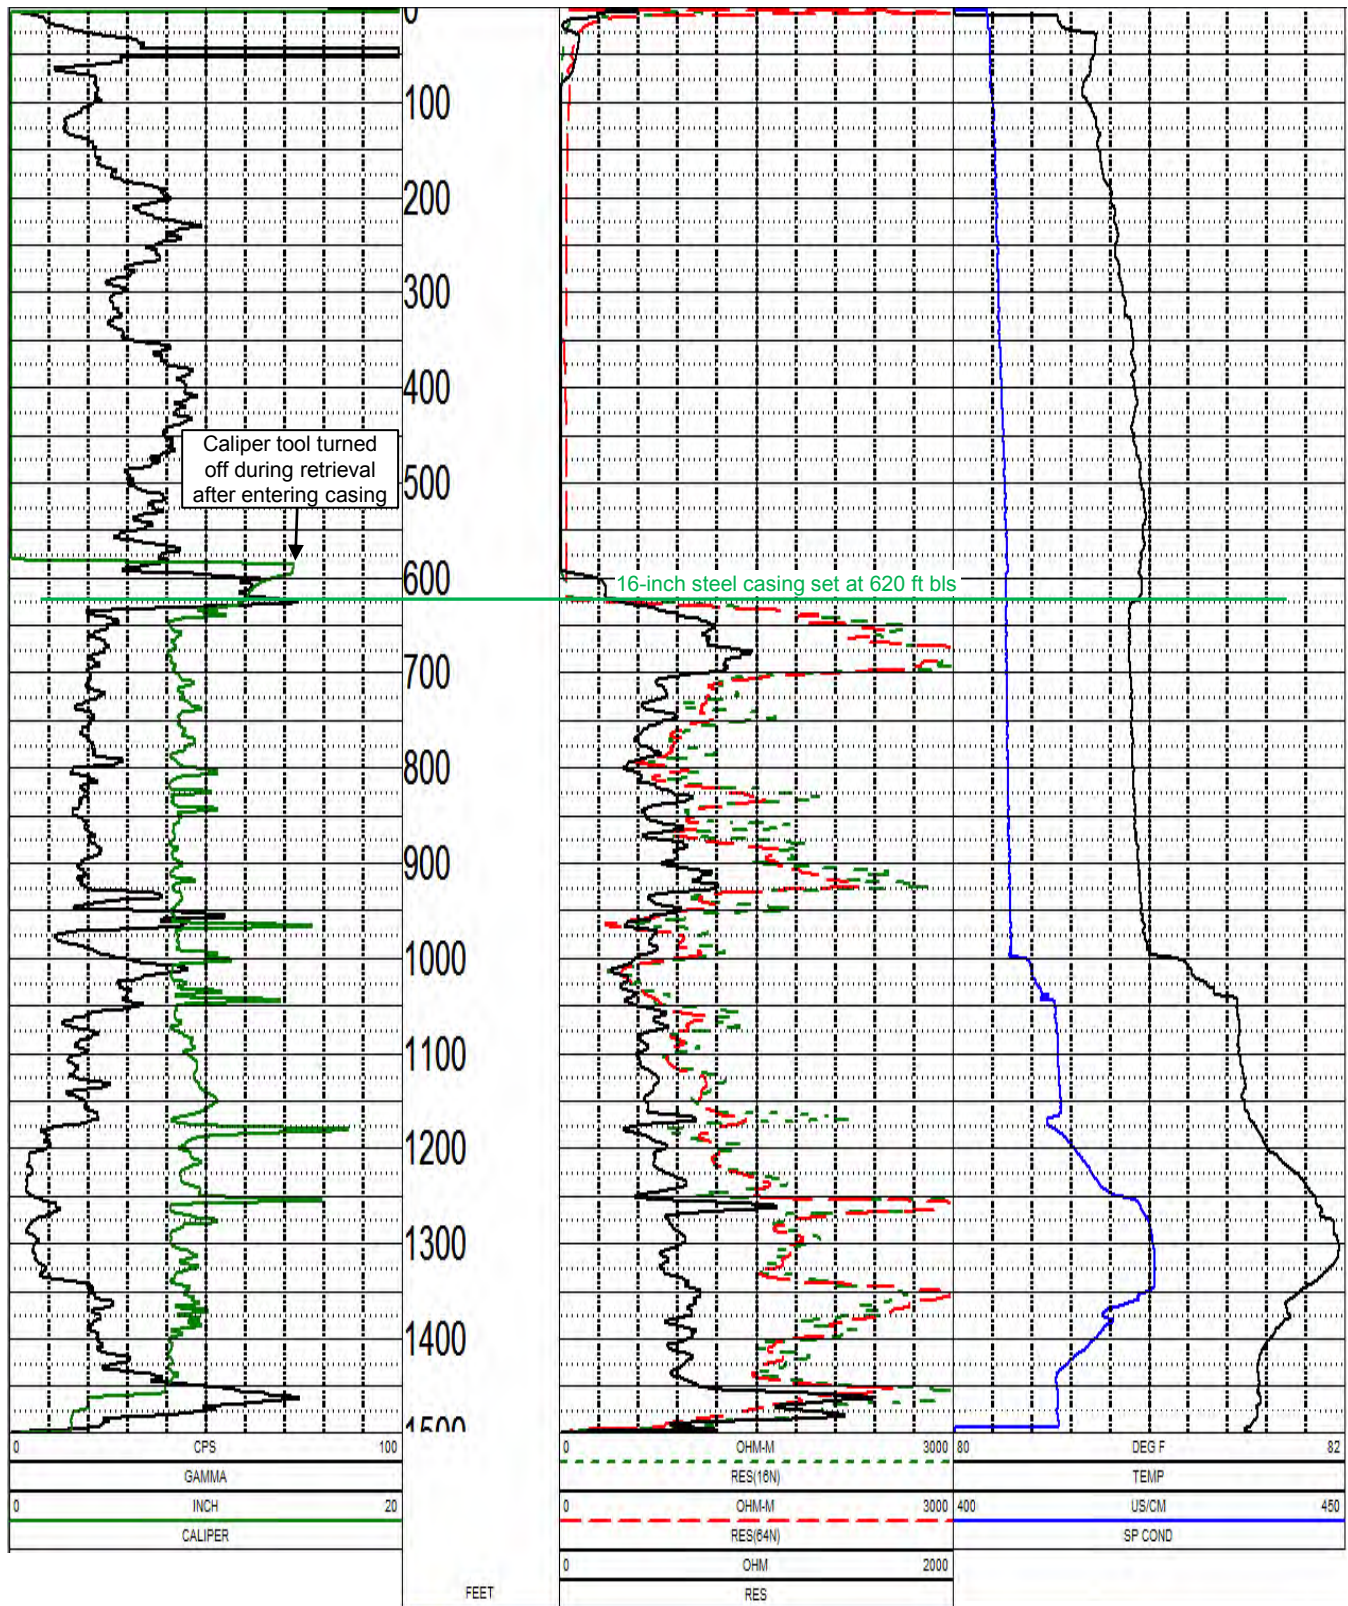 0
100
200
300
400
Caliper tool turned
off during retrieval
after entering casing
500
600
16-inch steel casing set at 620 ft bls
700
800
900
1000
1100
1200
1300
1400
1500
0 CPS 100
GAMMA
0 INCH 20
CALIPER
FEET
0 OHM-M 3000
RES(16N)
0 OHM-M 3000
RES(64N)
0 OHM 2000
RES
80 DEG F 82
TEMP
400 US/CM 450
SP COND